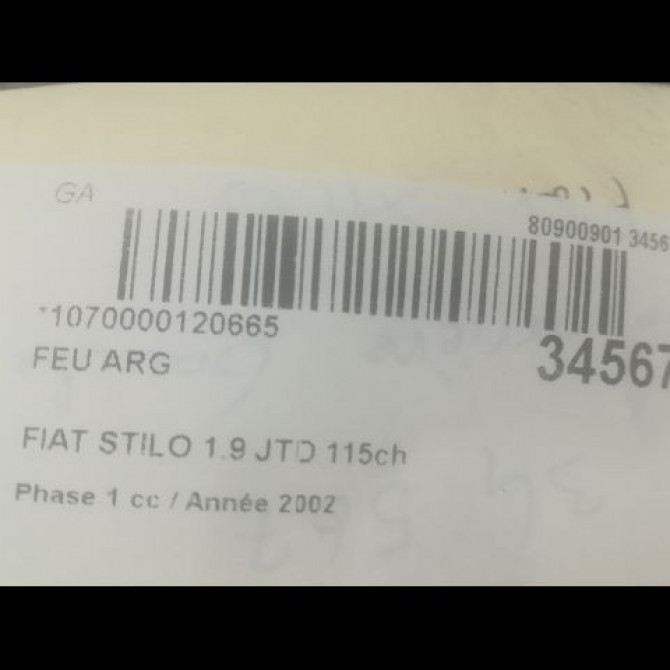 GA
80900901 3456
*1070000120665
34567
FEU ARG
FIAT STILO 1.9 JTD 115ch
Phase 1 cc / Année 2002